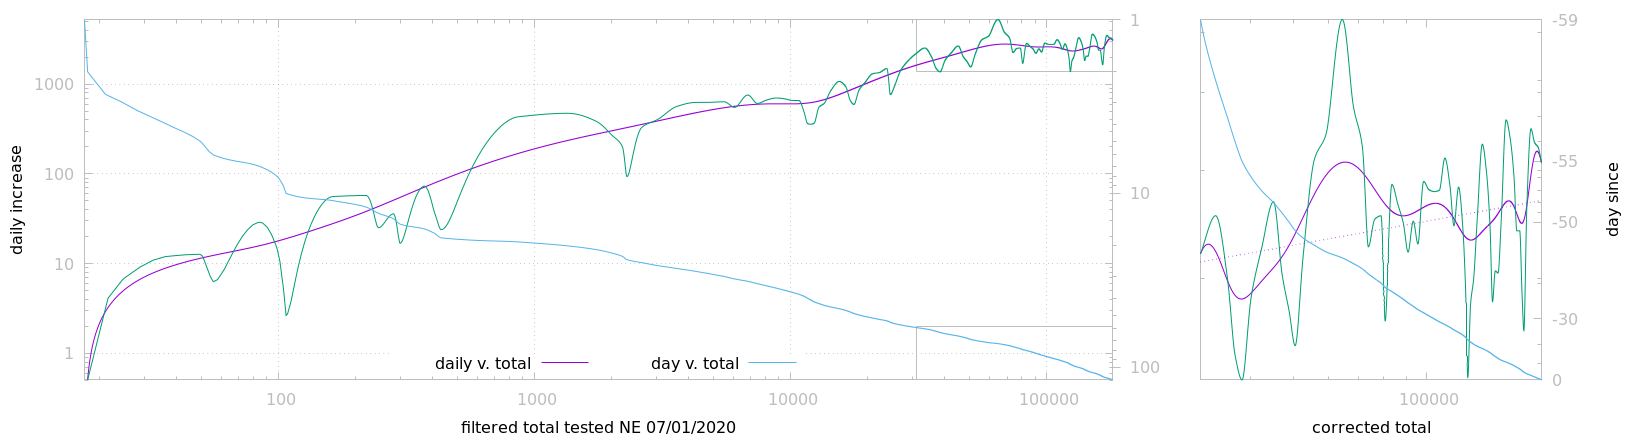 1000
100
10
1
daily increase
1
10
100
daily v. total
day v. total
100
1000
10000
100000
filtered total tested NE 07/01/2020
-59
-55
-50
-30
0
day since
100000
corrected total